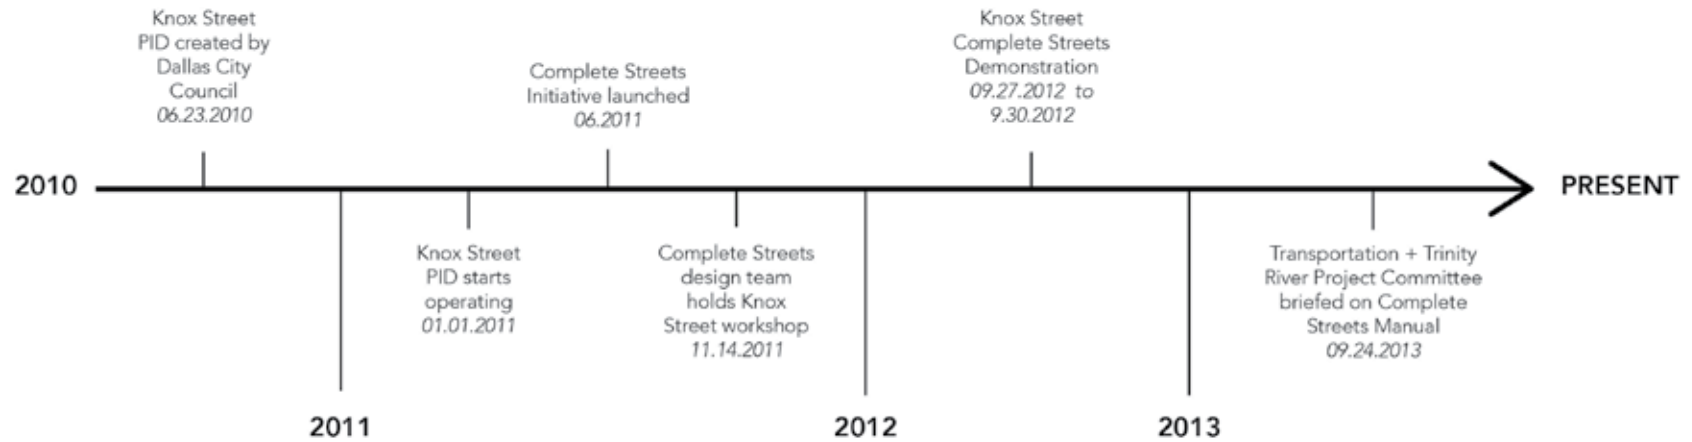 Knox Street
PID created by
Dallas City
Council
06.23.2010
Complete Streets
Initiative launched
06.2011
Knox Street
Complete Streets
Demonstration
09.27.2012 to
9.30.2012
2010
PRESENT
Knox Street
PID starts
operating
01.01.2011
Complete Streets
design team
holds Knox
Street workshop
11.14.2011
Transportation + Trinity
River Project Committee
briefed on Complete
Streets Manual
09.24.2013
2011
2012
2013